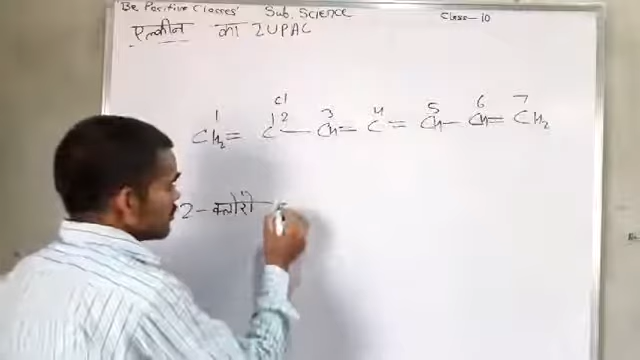 Be Positive Classes' Sub. Science Class-10
एल्कीन का IUPAC
Cl
1 2 3 4 5 6 7
CH2= C — CH= C = CH— CH= CH2
2- क्लोरो —